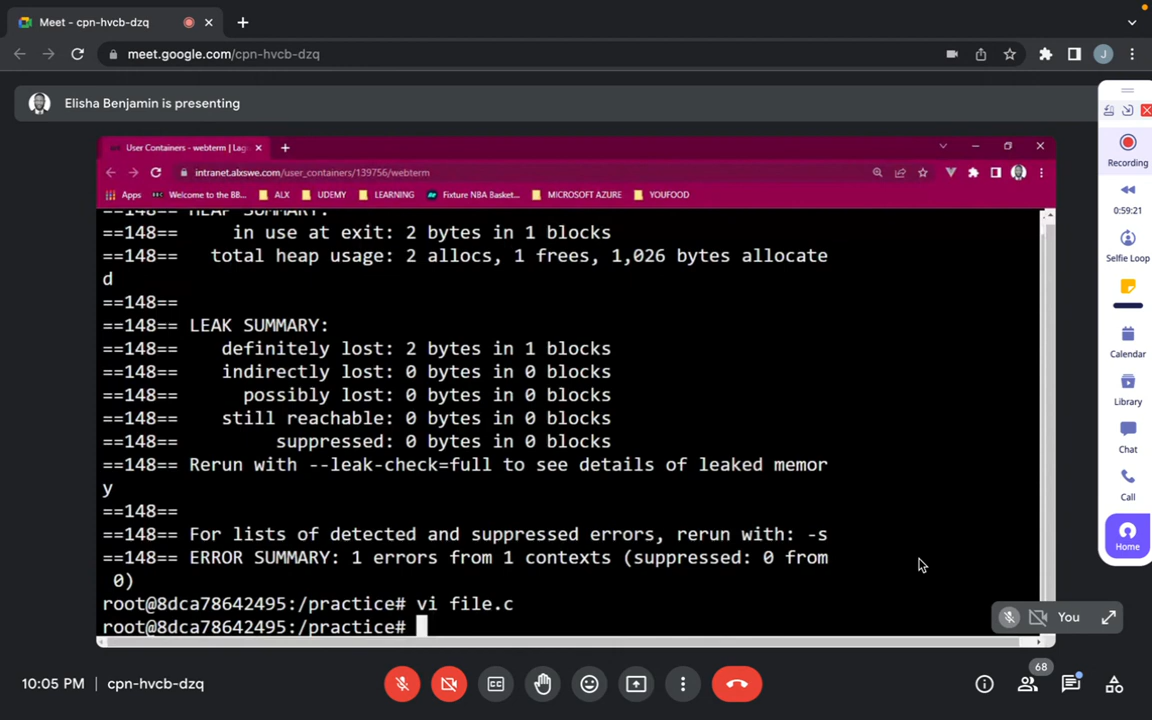 Meet - cpn-hvcb-dzq
meet.google.com/cpn-hvcb-dzq
J
Elisha Benjamin is presenting
User Containers - webterm | Lag
intranet.alxswe.com/user_containers/139756/webterm
Apps Welcome to the BB... ALX UDEMY LEARNING Fixture NBA Basket... MICROSOFT AZURE YOUFOOD
==148== HEAP SUMMARY:
==148==     in use at exit: 2 bytes in 1 blocks
==148==   total heap usage: 2 allocs, 1 frees, 1,026 bytes allocate
d
==148==
==148== LEAK SUMMARY:
==148==    definitely lost: 2 bytes in 1 blocks
==148==    indirectly lost: 0 bytes in 0 blocks
==148==      possibly lost: 0 bytes in 0 blocks
==148==    still reachable: 0 bytes in 0 blocks
==148==         suppressed: 0 bytes in 0 blocks
==148== Rerun with --leak-check=full to see details of leaked memor
y
==148==
==148== For lists of detected and suppressed errors, rerun with: -s
==148== ERROR SUMMARY: 1 errors from 1 contexts (suppressed: 0 from
 0)
root@8dca78642495:/practice# vi file.c
root@8dca78642495:/practice#
You
Recording
0:59:21
Selfie Loop
Calendar
Library
Chat
Call
Home
10:05 PM | cpn-hvcb-dzq
68